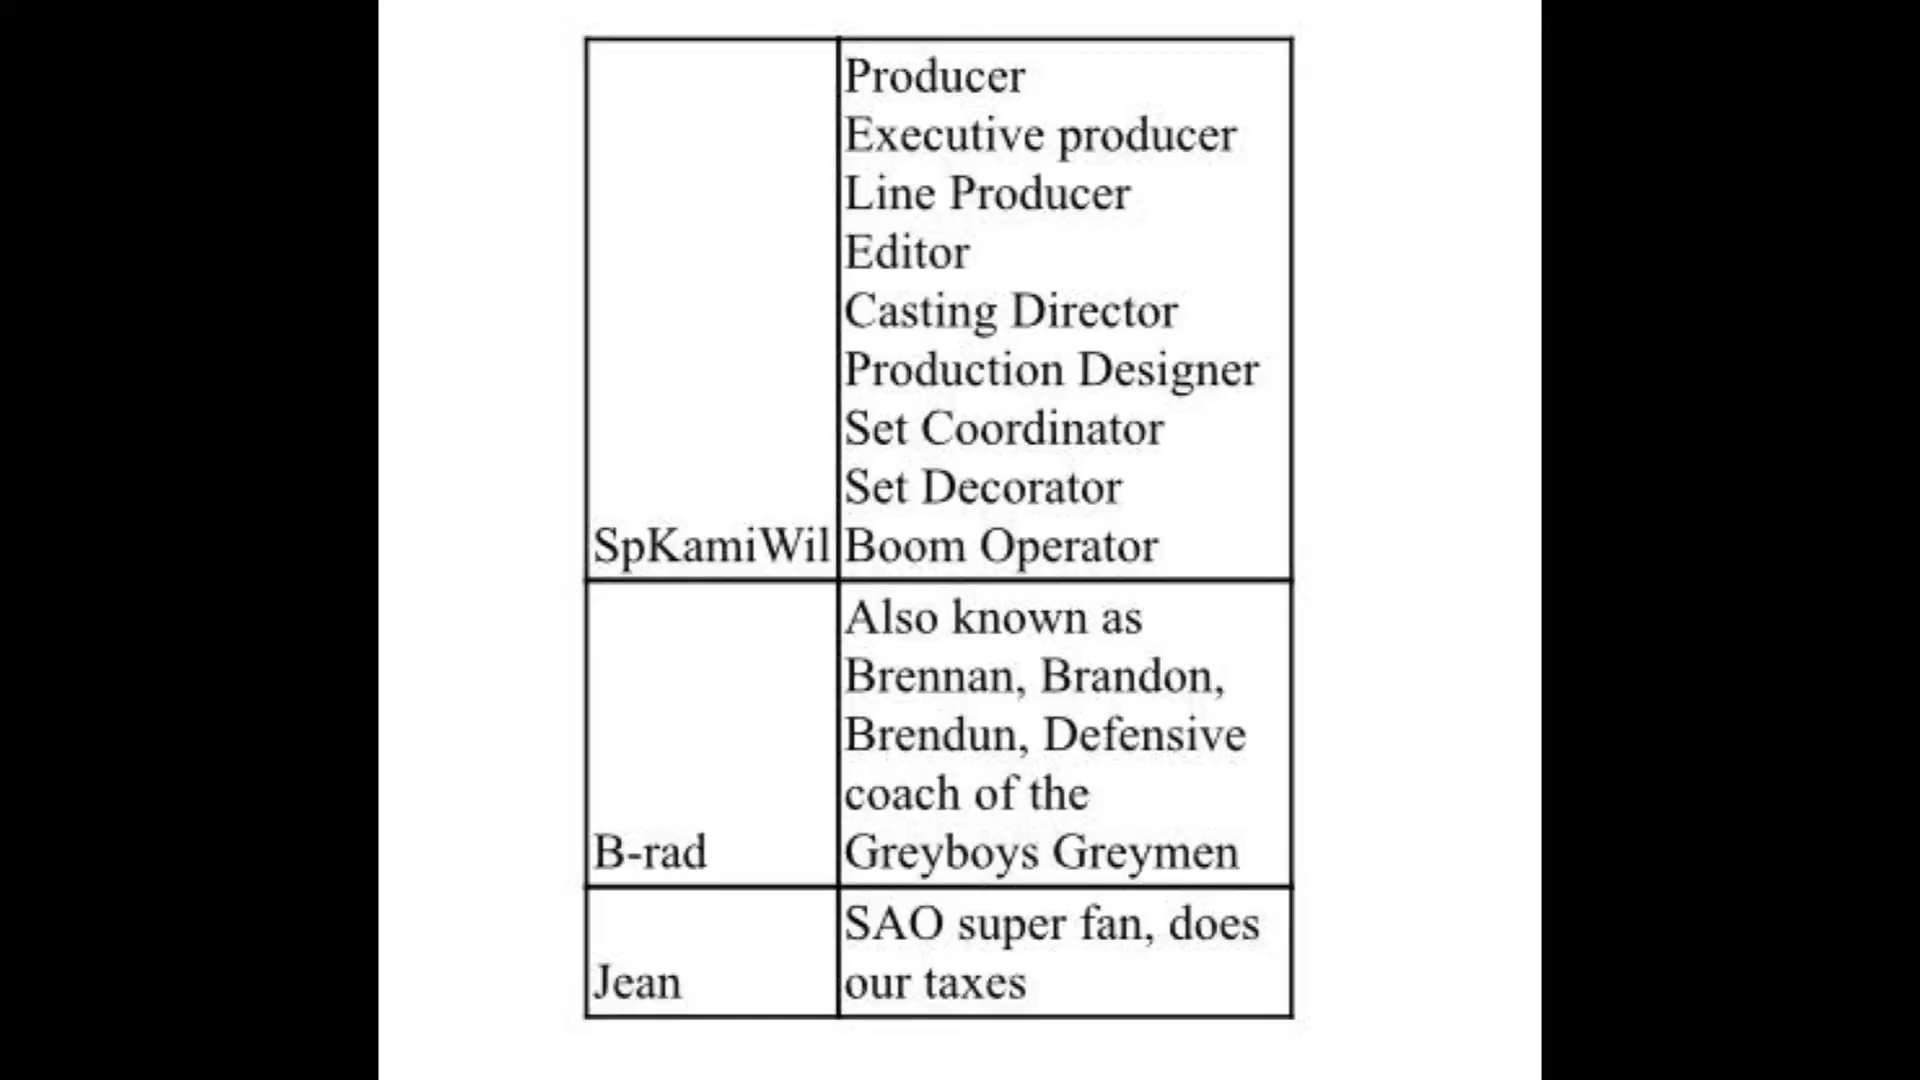 Producer
Executive producer
Line Producer
Editor
Casting Director
Production Designer
Set Coordinator
Set Decorator
SpKamiWil Boom Operator
Also known as
Brennan, Brandon,
Brendun, Defensive
coach of the
B-rad Greyboys Greymen
SAO super fan, does
Jean our taxes